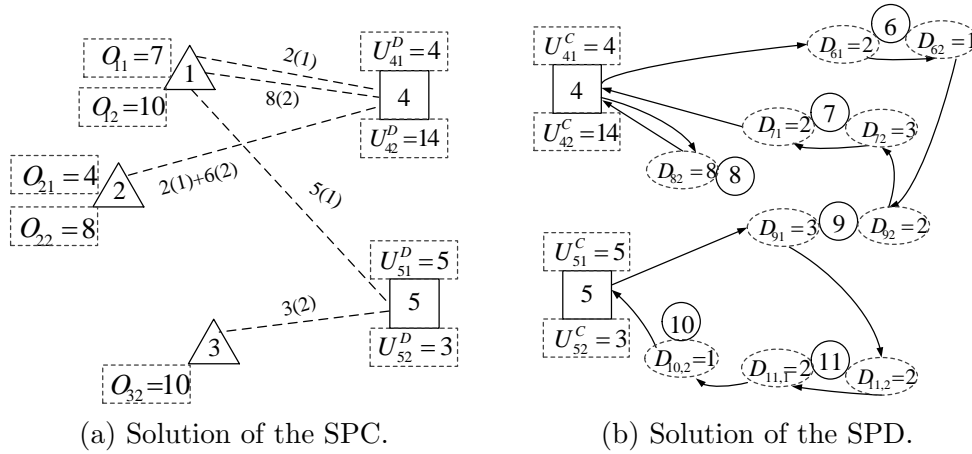 O₁₁=7
1
O₁₂=10
2(1)
8(2)
U₄₁ᴰ=4
4
U₄₂ᴰ=14
O₂₁=4
2
O₂₂=8
2(1)+6(2)
5(1)
U₅₁ᴰ=5
5
U₅₂ᴰ=3
3(2)
3
O₃₂=10
(a) Solution of the SPC.
U₄₁ꟲ=4
4
U₄₂ꟲ=14
D₆₁=2
6
D₆₂=1
D₇₁=2
7
D₇₂=3
D₈₂=8
8
D₉₁=3
9
D₉₂=2
U₅₁ꟲ=5
5
U₅₂ꟲ=3
10
D₁₀,₂=1
D₁₁,₁=2
11
D₁₁,₂=2
(b) Solution of the SPD.